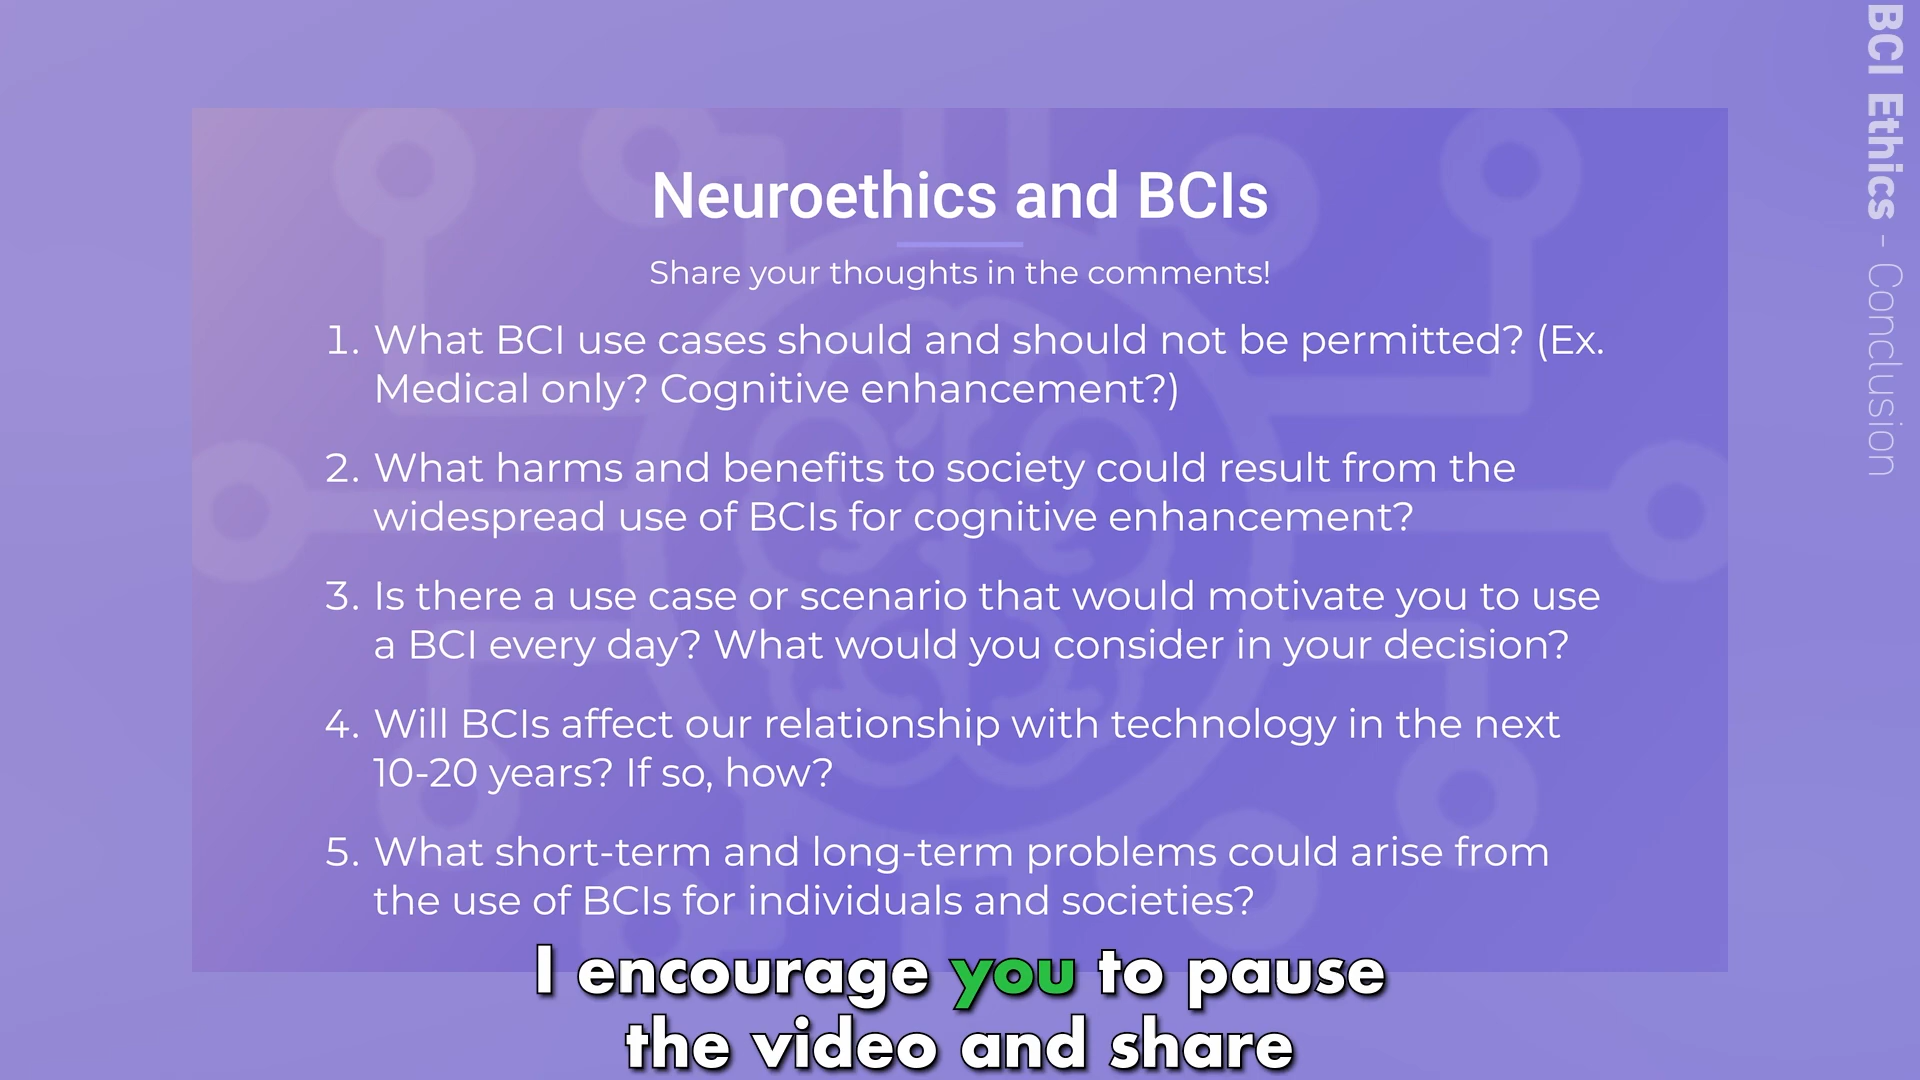 Neuroethics and BCIs
Share your thoughts in the comments!
1. What BCI use cases should and should not be permitted? (Ex.
Medical only? Cognitive enhancement?)
2. What harms and benefits to society could result from the
widespread use of BCIs for cognitive enhancement?
3. Is there a use case or scenario that would motivate you to use
a BCI every day? What would you consider in your decision?
4. Will BCIs affect our relationship with technology in the next
10-20 years? If so, how?
5. What short-term and long-term problems could arise from
the use of BCIs for individuals and societies?
I encourage you to pause
the video and share
BCI Ethics - Conclusion